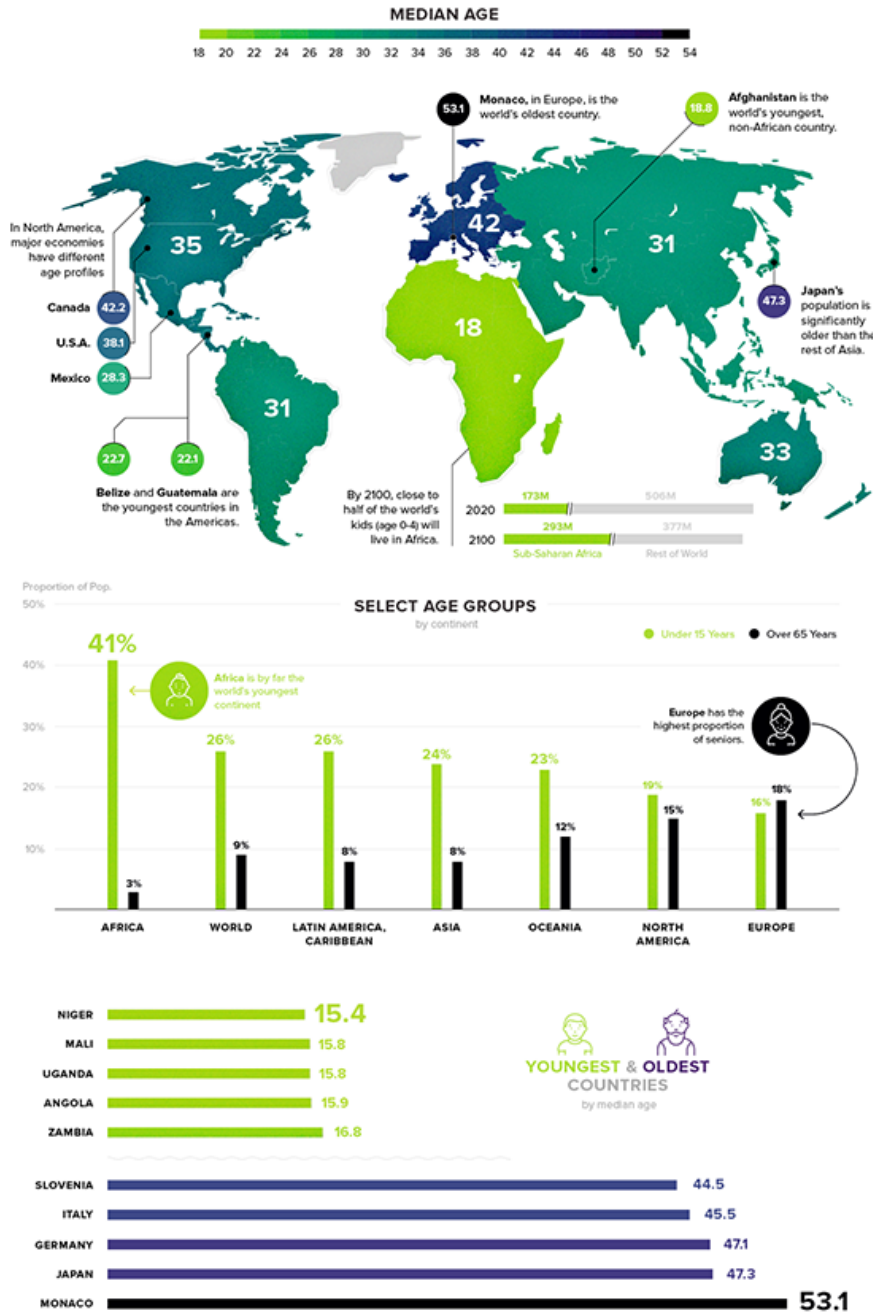 MEDIAN AGE
18 20 22 24 26 28 30 32 34 36 38 40 42 44 46 48 50 52 54
53.1
Monaco, in Europe, is the
world's oldest country.
18.8
Afghanistan is the
world's youngest,
non-African country.
In North America,
major economies
have different
age profiles
35
42
31
Canada 42.2
U.S.A. 38.1
Mexico 28.3
47.3
Japan's
population is
significantly
older than the
rest of Asia.
18
31
33
22.7 22.1
Belize and Guatemala are
the youngest countries in
the Americas.
By 2100, close to
half of the world's
kids (age 0-4) will
live in Africa.
173M 506M
2020
293M 377M
2100
Sub-Saharan Africa Rest of World
Proportion of Pop.
50%
40%
30%
20%
10%
SELECT AGE GROUPS
by continent
Under 15 Years Over 65 Years
41%
Africa is by far the
world's youngest
continent
Europe has the
highest proportion
of seniors.
26% 26% 24% 23% 19% 16% 18%
3% 9% 8% 8% 12% 15%
AFRICA WORLD LATIN AMERICA, ASIA OCEANIA NORTH EUROPE
CARIBBEAN AMERICA
NIGER 15.4
MALI 15.8
UGANDA 15.8
ANGOLA 15.9
ZAMBIA 16.8
YOUNGEST & OLDEST
COUNTRIES
by median age
SLOVENIA 44.5
ITALY 45.5
GERMANY 47.1
JAPAN 47.3
MONACO 53.1